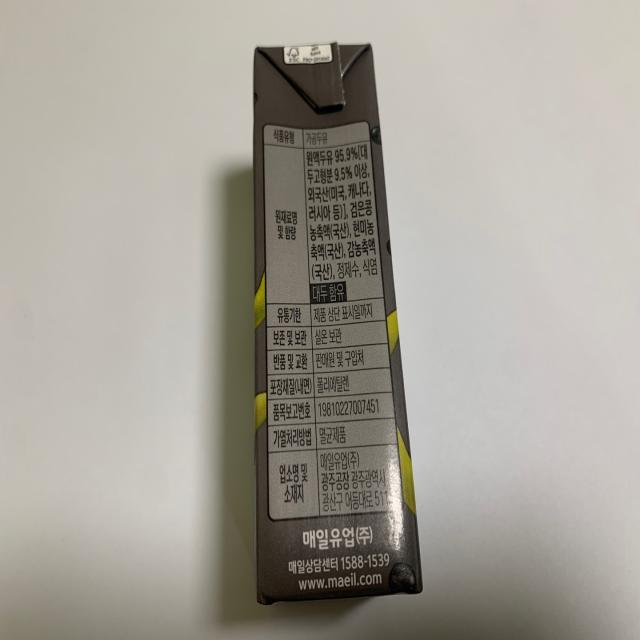 FSC
식품유형 가공두유
원재료명 및 함량
원액두유 95.9%[대
두고형분 9.5% 이상,
외국산(미국, 캐나다,
러시아 등)], 검은콩
농축액(국산), 현미농
축액(국산), 감농축액
(국산), 정제수, 식염
대두 함유
유통기한 제품 상단 표시일까지
보존 및 보관 실온 보관
반품 및 교환 판매원 및 구입처
포장재질(내면) 폴리에틸렌
품목보고번호 19810227007451
가열처리방법 멸균제품
업소명 및 소재지
매일유업(주)
광주공장 광주광역시
광산구 하동대로 511
매일유업(주)
매일상담센터 1588-1539
www.maeil.com